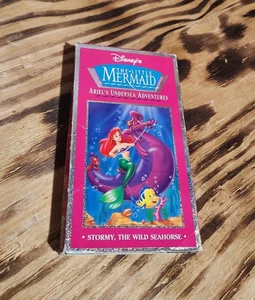 Disney's
THE LITTLE
MERMAID
ARIEL'S UNDERSEA ADVENTURES
• STORMY, THE WILD SEAHORSE •